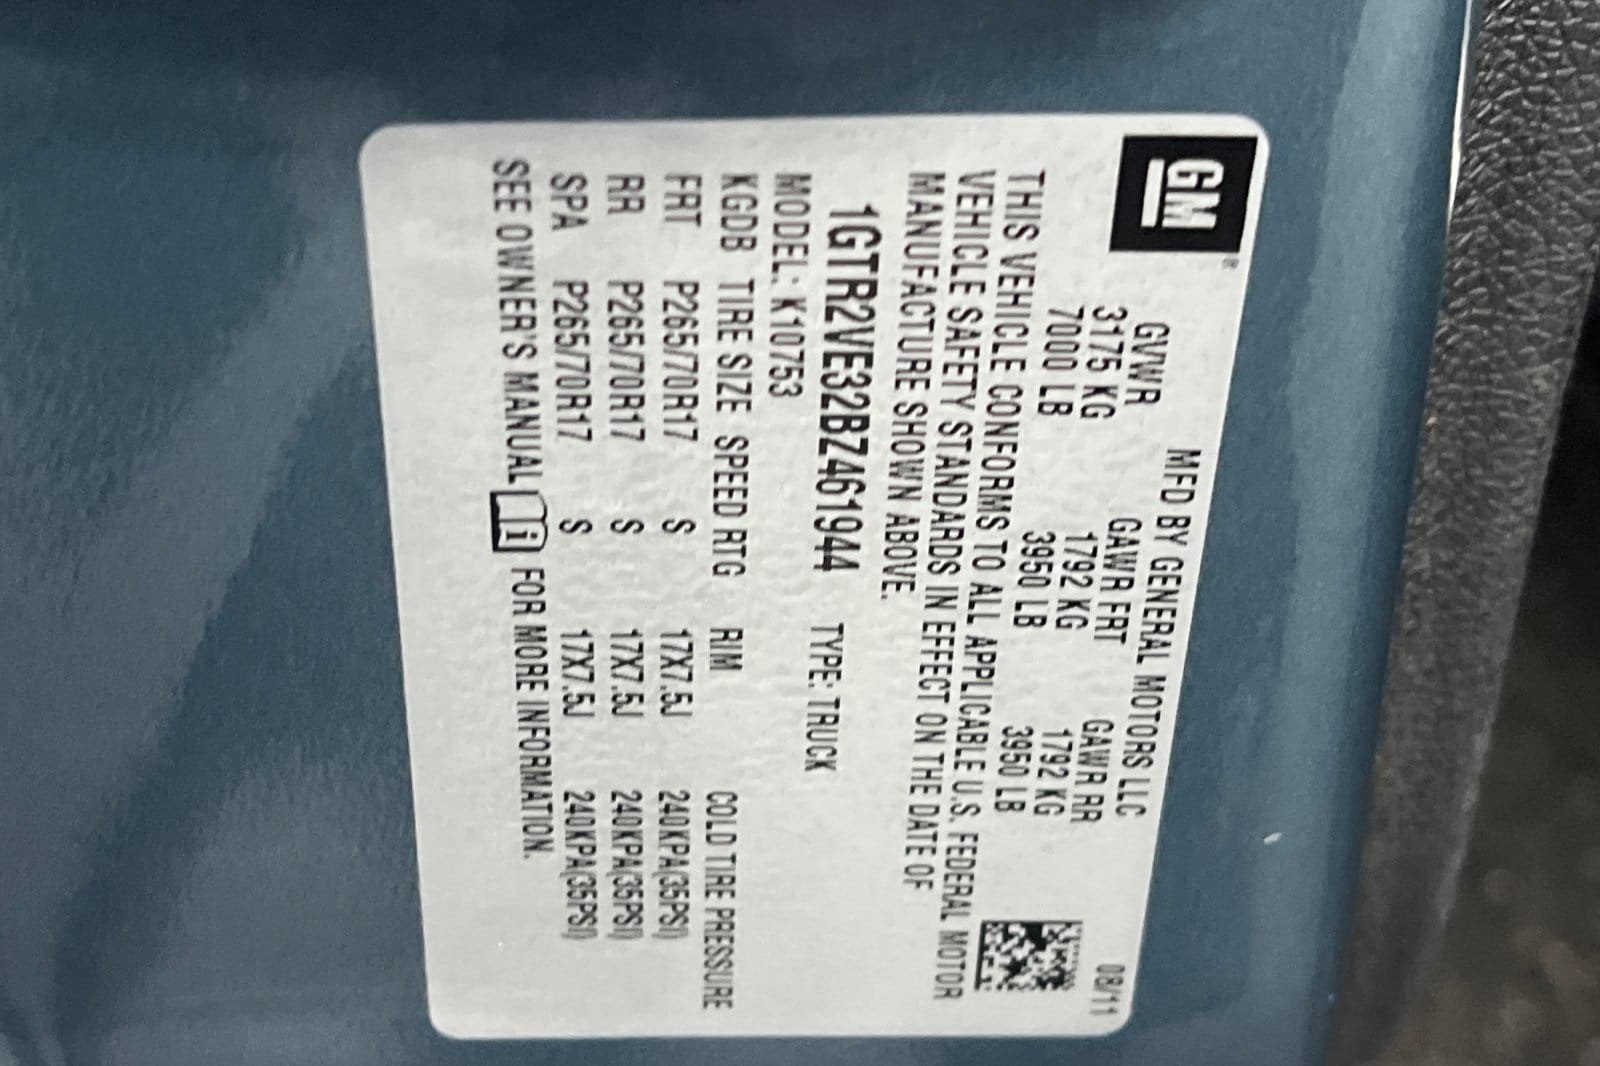 GM®
MFD BY GENERAL MOTORS LLC 08/11
GVWR GAWR FRT GAWR RR
3175 KG 1792 KG 1792 KG
7000 LB 3950 LB 3950 LB
THIS VEHICLE CONFORMS TO ALL APPLICABLE U.S. FEDERAL MOTOR
VEHICLE SAFETY STANDARDS IN EFFECT ON THE DATE OF
MANUFACTURE SHOWN ABOVE.
1GTR2VE32BZ461944 TYPE: TRUCK
MODEL: K10753
KGDB TIRE SIZE SPEED RTG RIM COLD TIRE PRESSURE
FRT P265/70R17 S 17X7.5J 240KPA(35PSI)
RR P265/70R17 S 17X7.5J 240KPA(35PSI)
SPA P265/70R17 S 17X7.5J 240KPA(35PSI)
SEE OWNER'S MANUAL i FOR MORE INFORMATION.